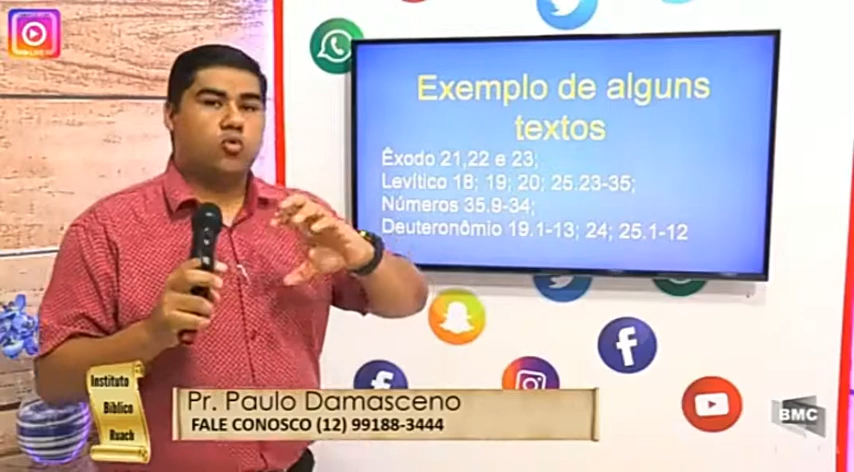 Exemplo de alguns
textos
Êxodo 21,22 e 23;
Levítico 18; 19; 20; 25.23-35;
Números 35.9-34;
Deuteronômio 19.1-13; 24; 25.1-12
Instituto
Bíblico
Ruach
Pr. Paulo Damasceno
FALE CONOSCO (12) 99188-3444
BMC